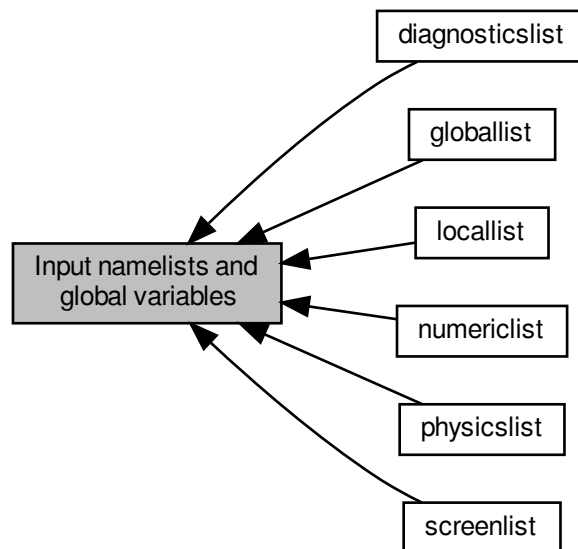 diagnosticslist
globallist
locallist
Input namelists and
global variables
numericlist
physicslist
screenlist